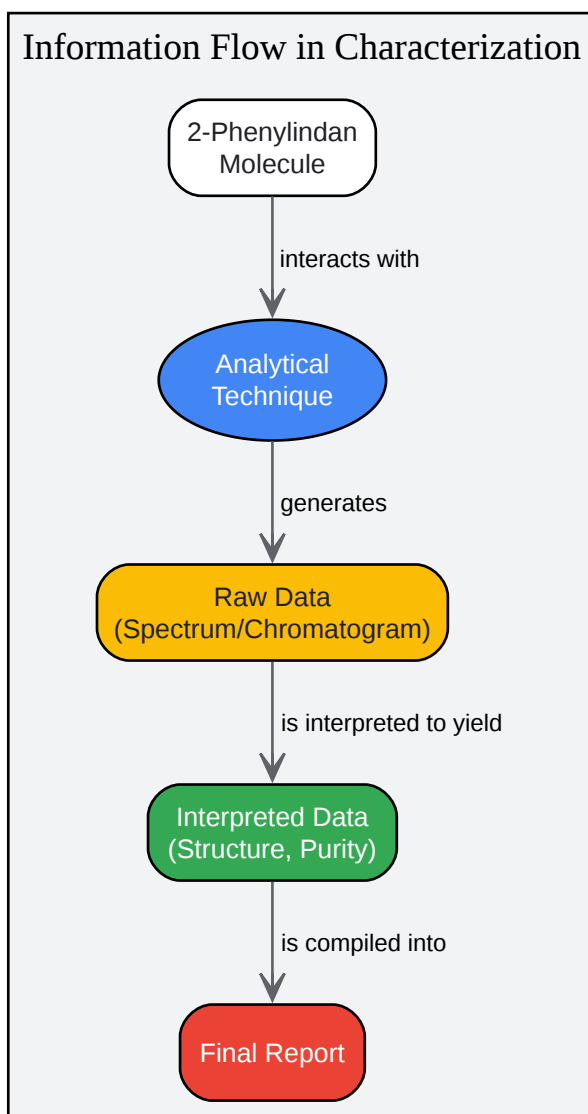 Information Flow in Characterization
2-Phenylindan
Molecule
interacts with
Analytical
Technique
generates
Raw Data
(Spectrum/Chromatogram)
is interpreted to yield
Interpreted Data
(Structure, Purity)
is compiled into
Final Report